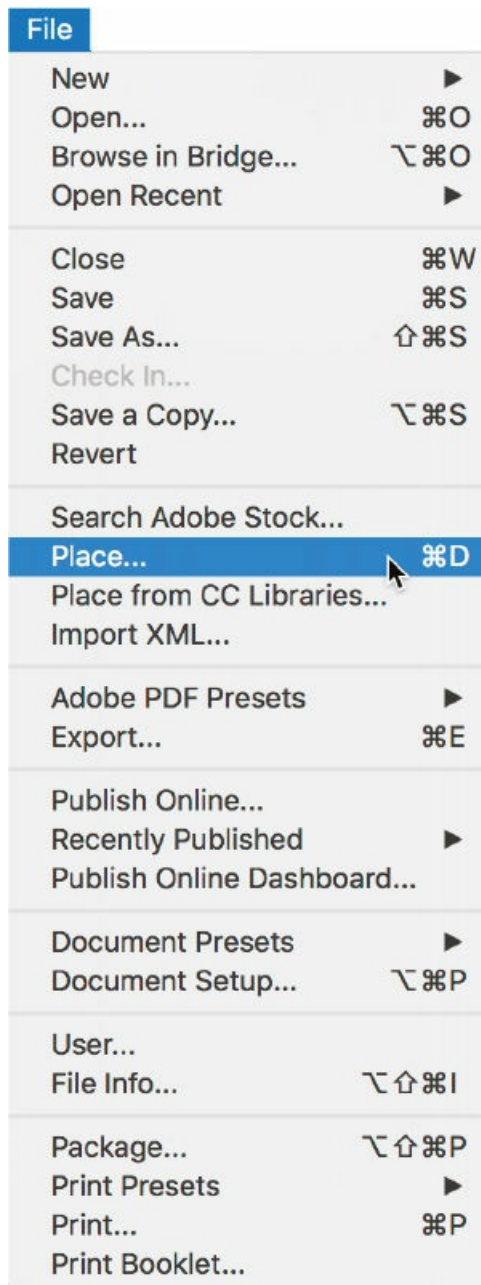 File
New ▶
Open... ⌘O
Browse in Bridge... ⌥⌘O
Open Recent ▶
Close ⌘W
Save ⌘S
Save As... ⇧⌘S
Check In...
Save a Copy... ⌥⌘S
Revert
Search Adobe Stock...
Place... ⌘D
Place from CC Libraries...
Import XML...
Adobe PDF Presets ▶
Export... ⌘E
Publish Online...
Recently Published ▶
Publish Online Dashboard...
Document Presets ▶
Document Setup... ⌥⌘P
User...
File Info... ⌥⇧⌘I
Package... ⌥⇧⌘P
Print Presets ▶
Print... ⌘P
Print Booklet...